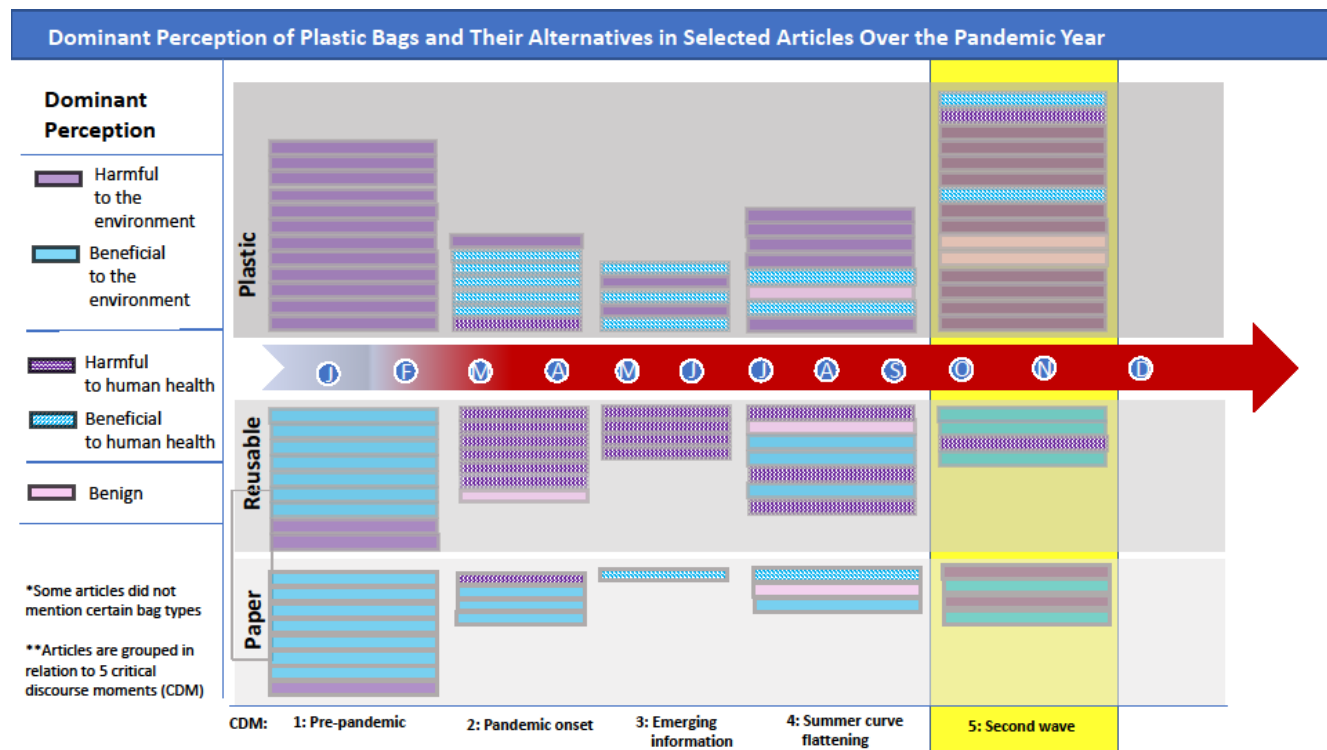 Dominant Perception of Plastic Bags and Their Alternatives in Selected Articles Over the Pandemic Year
Dominant
Perception
Harmful
to the
environment
Beneficial
to the
environment
Harmful
to human health
Beneficial
to human health
Benign
*Some articles did not
mention certain bag types
**Articles are grouped in
relation to 5 critical
discourse moments (CDM)
Plastic
J F M A M J J A S O N D
Reusable
Paper
CDM: 1: Pre-pandemic 2: Pandemic onset 3: Emerging 4: Summer curve 5: Second wave
information flattening